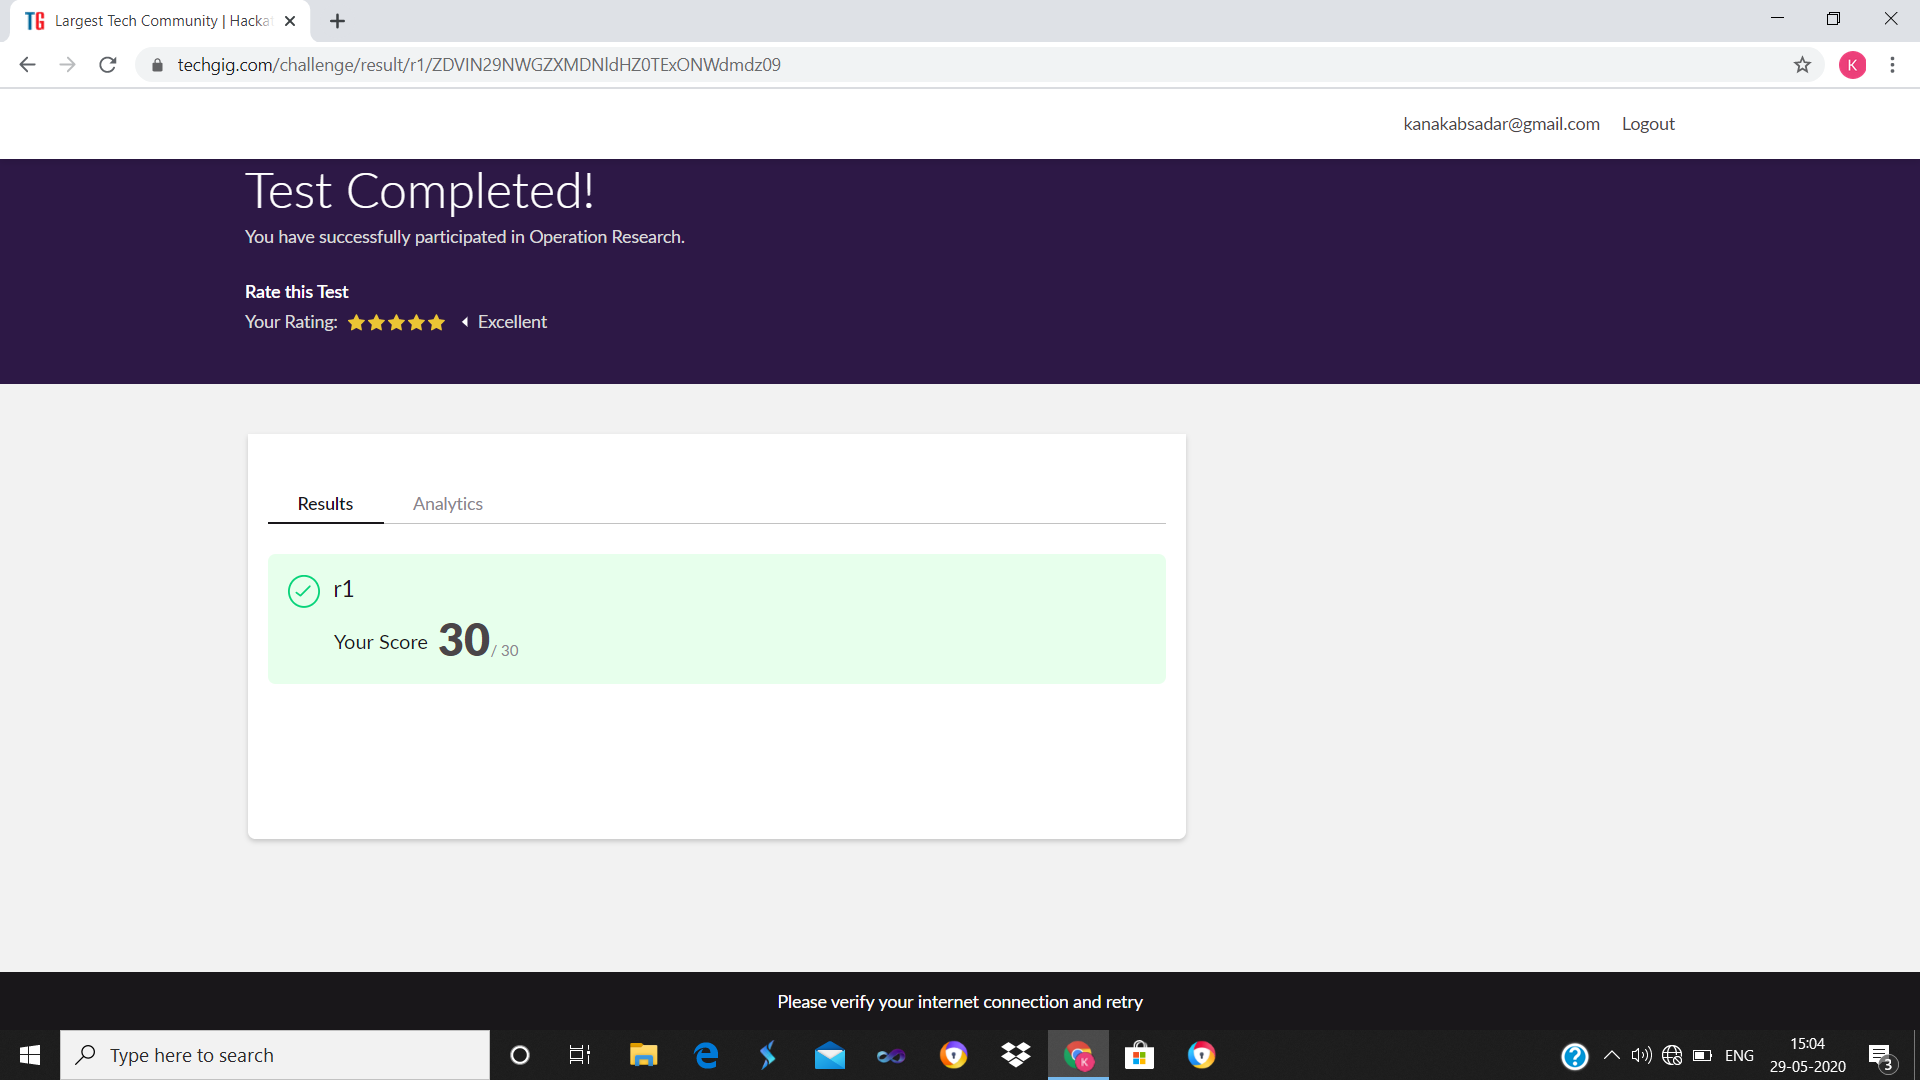 TG Largest Tech Community | Hacka
techgig.com/challenge/result/r1/ZDVIN29NWGZXMDNldHZ0TExONWdmdz09
K
kanakabsadar@gmail.com Logout
Test Completed!
You have successfully participated in Operation Research.
Rate this Test
Your Rating: Excellent
Results Analytics
r1
Your Score 30 / 30
Please verify your internet connection and retry
Type here to search
K
ENG
15:04
29-05-2020
3